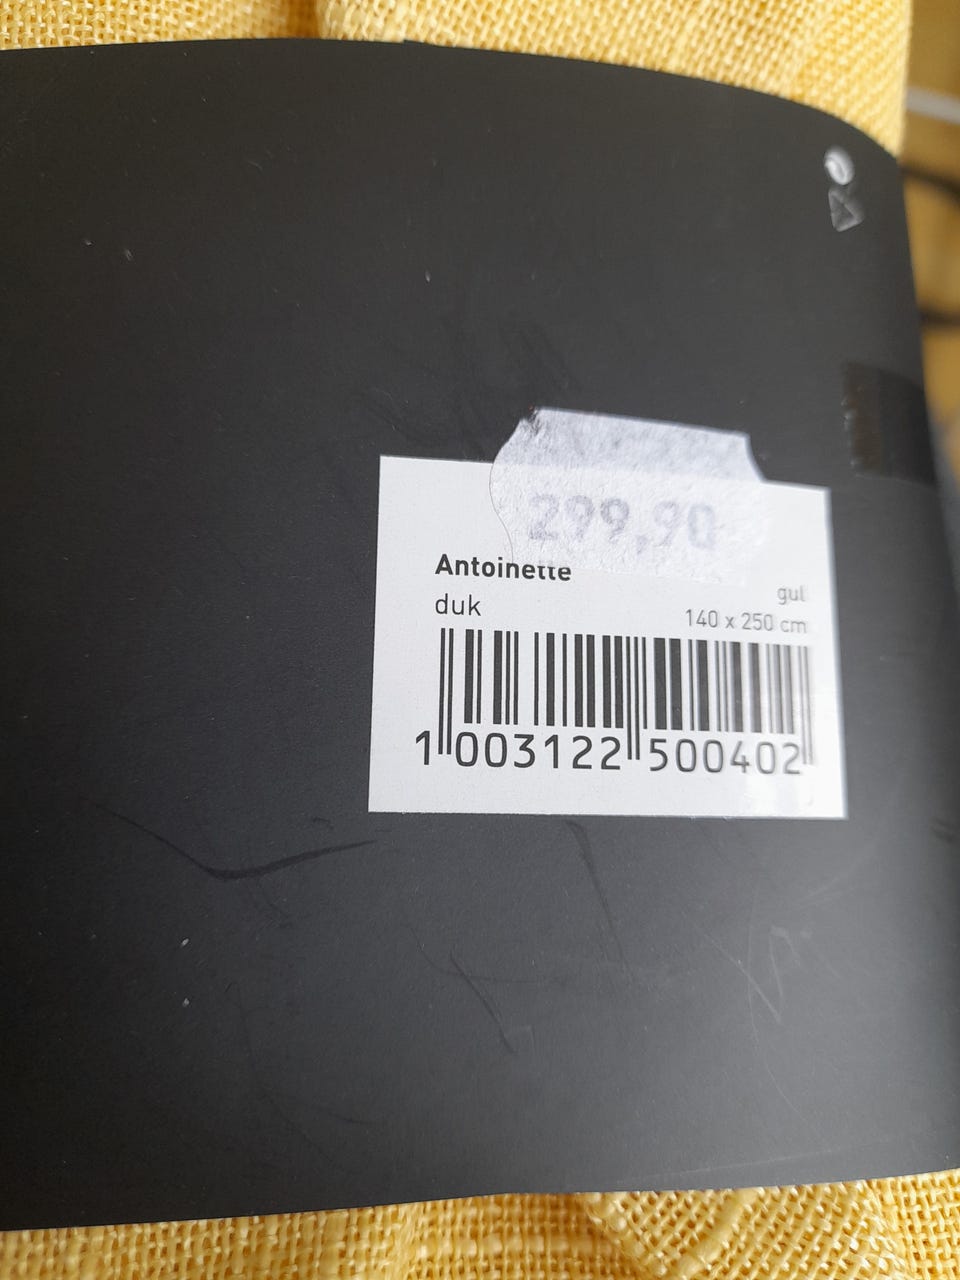 299,90
Antoinette
duk
gul
140 x 250 cm
1 003122 500402